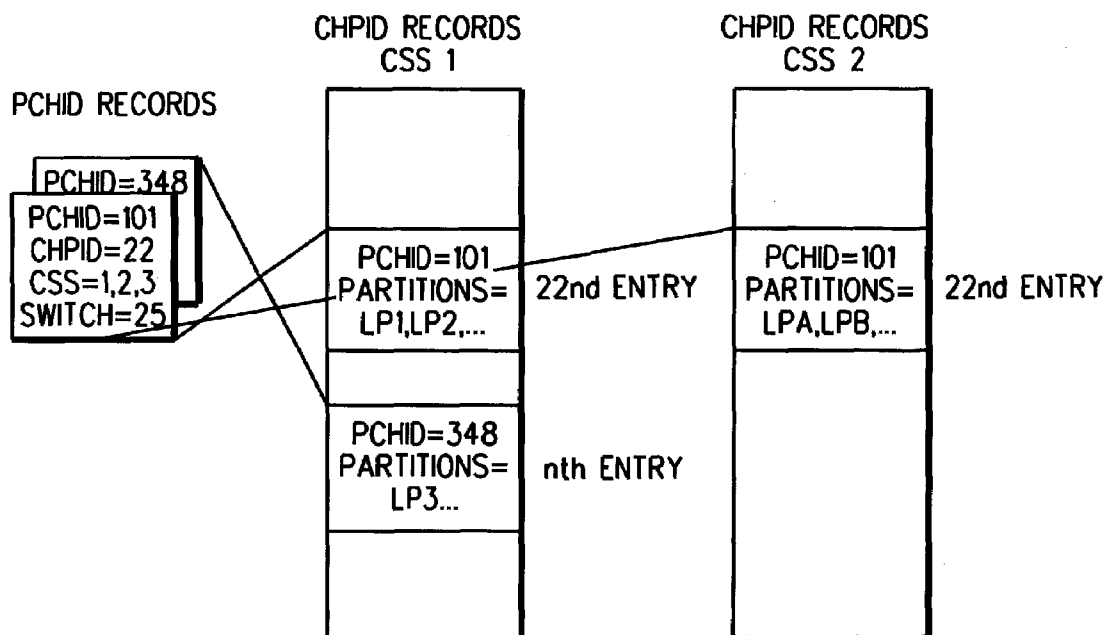 CHPID RECORDS
CSS 1
CHPID RECORDS
CSS 2
PCHID RECORDS
PCHID=348
PCHID=101
CHPID=22
CSS=1,2,3
SWITCH=25
PCHID=101
PARTITIONS=
LP1,LP2,...
22nd ENTRY
PCHID=101
PARTITIONS=
LPA,LPB,...
22nd ENTRY
PCHID=348
PARTITIONS=
LP3...
nth ENTRY